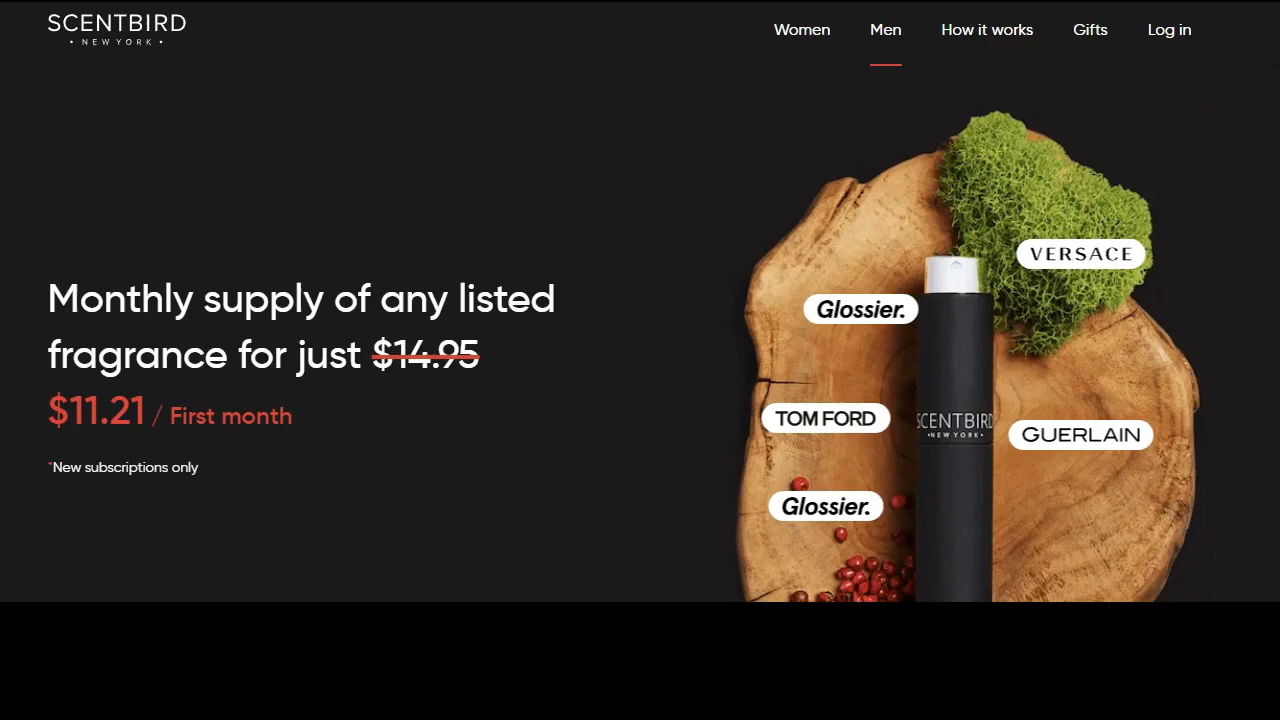 SCENTBIRD
• NEW YORK •
Women Men How it works Gifts Log in
Monthly supply of any listed
fragrance for just $14.95
$11.21 / First month
*New subscriptions only
VERSACE
Glossier.
TOM FORD
SCENTBIRD
•NEW YORK•
GUERLAIN
Glossier.